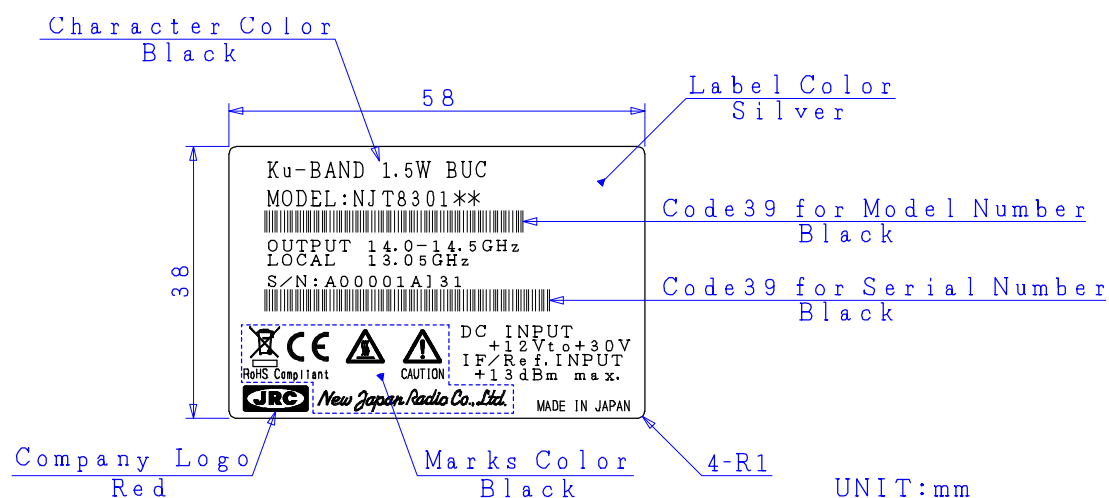 Character Color
Black
58
Label Color
Silver
Ku-BAND 1.5W BUC
MODEL:NJT8301**
Code39 for Model Number
Black
OUTPUT 14.0-14.5GHz
LOCAL 13.05GHz
38
S/N:A00001AJ31
Code39 for Serial Number
Black
DC INPUT
+12Vto+30V
IF/Ref.INPUT
+13dBm max.
CE
RoHS Compliant
CAUTION
JRC
New Japan Radio Co.,Ltd.
MADE IN JAPAN
Company Logo
Red
Marks Color
Black
4-R1
UNIT:mm